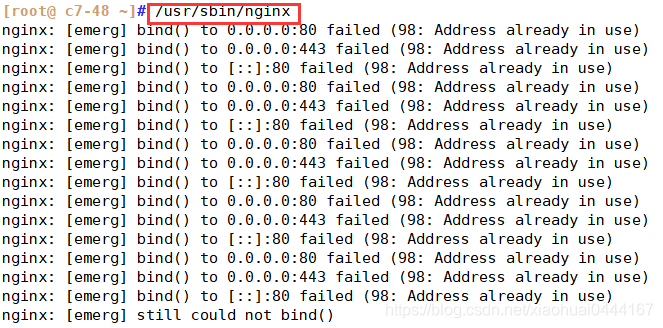 [root@ c7-48 ~]# /usr/sbin/nginx
nginx: [emerg] bind() to 0.0.0.0:80 failed (98: Address already in use)
nginx: [emerg] bind() to 0.0.0.0:443 failed (98: Address already in use)
nginx: [emerg] bind() to [::]:80 failed (98: Address already in use)
nginx: [emerg] bind() to 0.0.0.0:80 failed (98: Address already in use)
nginx: [emerg] bind() to 0.0.0.0:443 failed (98: Address already in use)
nginx: [emerg] bind() to [::]:80 failed (98: Address already in use)
nginx: [emerg] bind() to 0.0.0.0:80 failed (98: Address already in use)
nginx: [emerg] bind() to 0.0.0.0:443 failed (98: Address already in use)
nginx: [emerg] bind() to [::]:80 failed (98: Address already in use)
nginx: [emerg] bind() to 0.0.0.0:80 failed (98: Address already in use)
nginx: [emerg] bind() to 0.0.0.0:443 failed (98: Address already in use)
nginx: [emerg] bind() to [::]:80 failed (98: Address already in use)
nginx: [emerg] bind() to 0.0.0.0:80 failed (98: Address already in use)
nginx: [emerg] bind() to 0.0.0.0:443 failed (98: Address already in use)
nginx: [emerg] bind() to [::]:80 failed (98: Address already in use)
nginx: [emerg] still could not bind()
https://blog.csdn.net/xiaohuai0444167